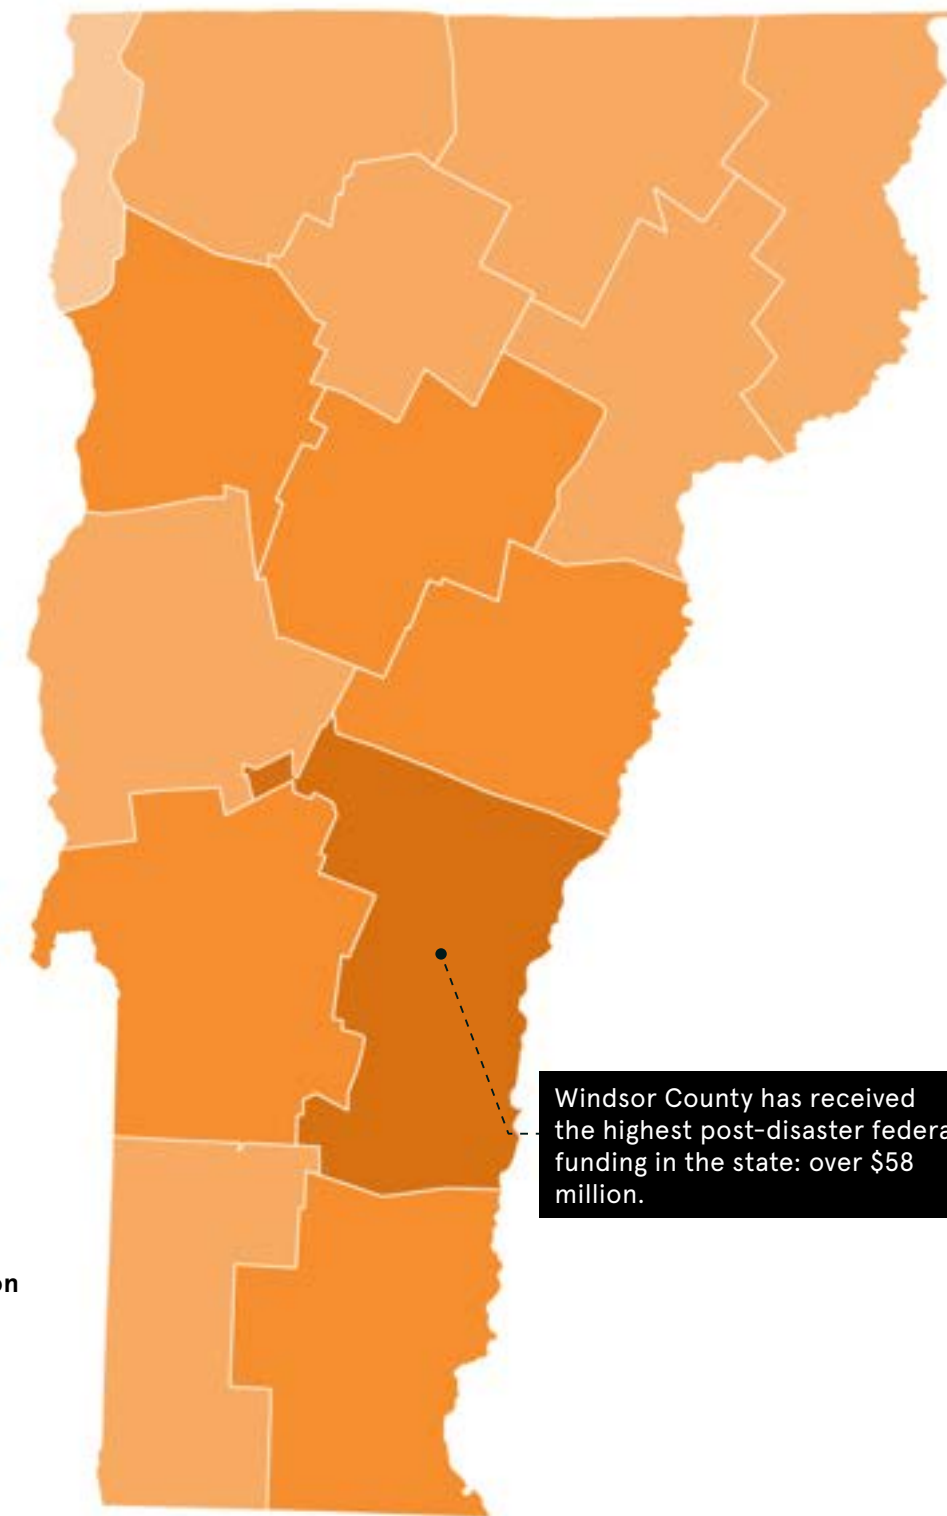 Windsor County has received
the highest post-disaster federa
funding in the state: over $58
million.
on